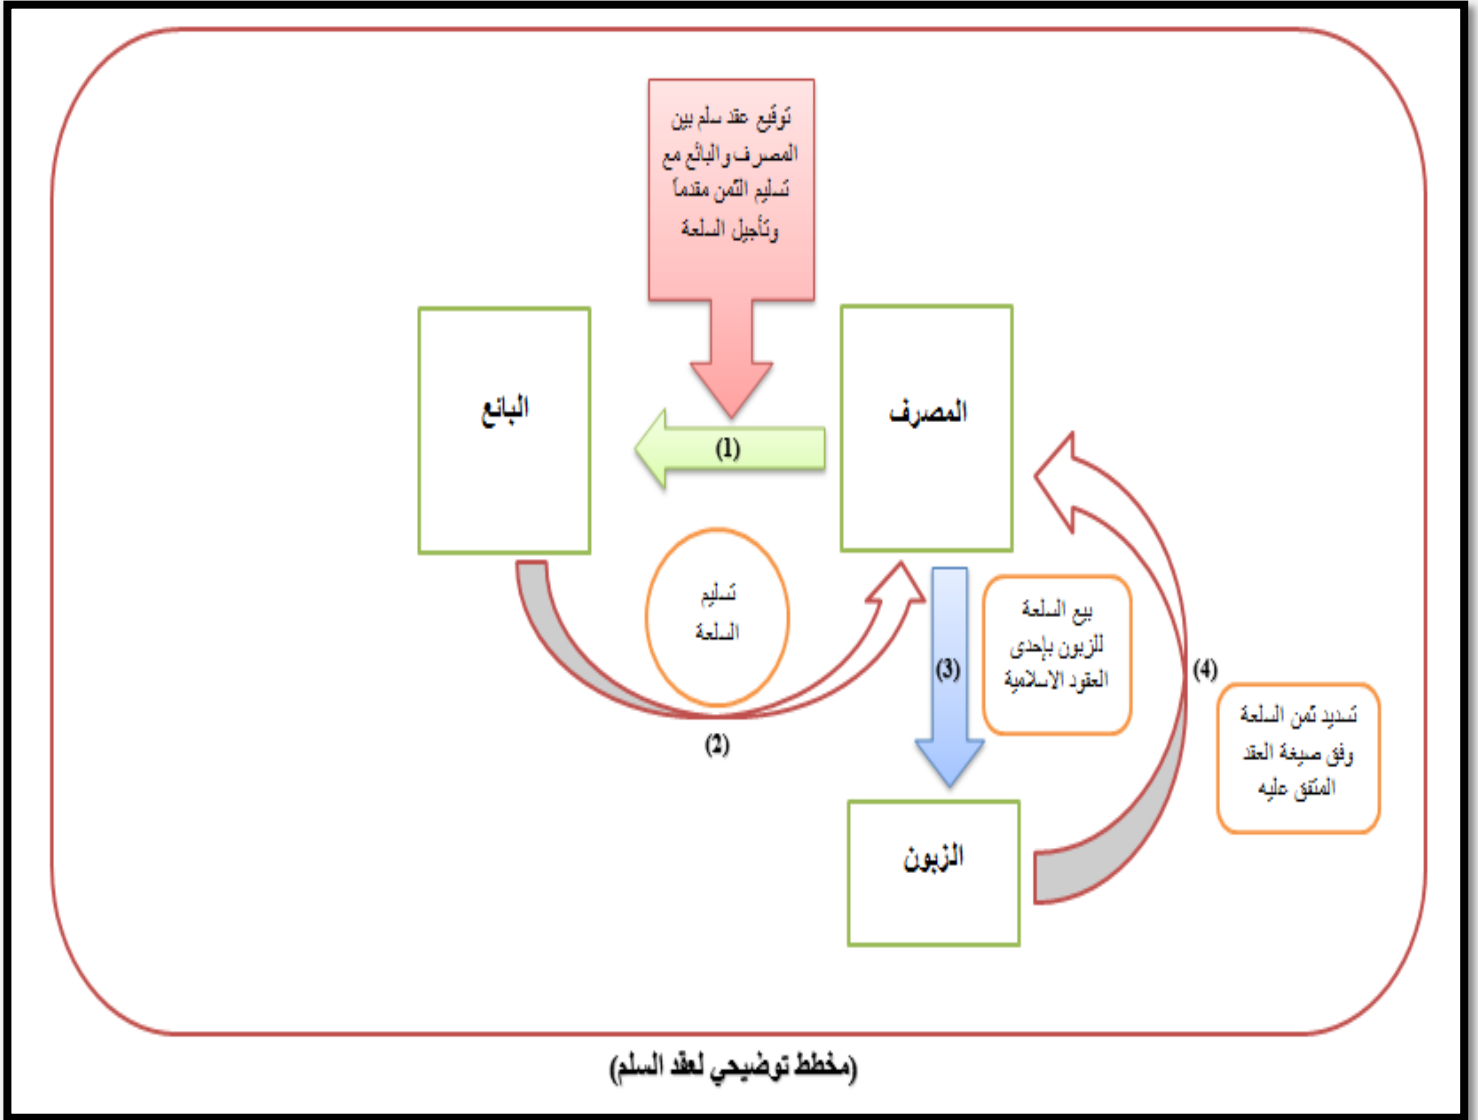 توقيع عقد سلم بين
المصرف والبائع مع
تسليم الثمن مقدماً
وتأجيل السلعة
المصرف
البائع
(1)
تسليم
السلعة
(2)
بيع السلعة
للزبون بإحدى
العقود الاسلامية
(3)
(4)
تسديد ثمن السلعة
وفق صيغة العقد
المتفق عليه
الزبون
(مخطط توضيحي لعقد السلم)